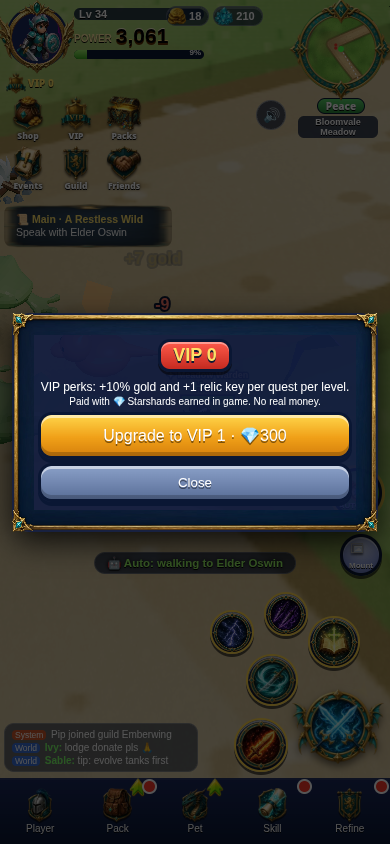 Lv 34
18
210
POWER 3,061
9%
VIP 0
Shop
VIP
Packs
Events
Guild
Friends
Peace
Bloomvale
Meadow
Main · A Restless Wild
Speak with Elder Oswin
+7 gold
-9
VIP 0
VIP perks: +10% gold and +1 relic key per quest per level.
Paid with 💎 Starshards earned in game. No real money.
Upgrade to VIP 1 · 💎300
Close
Mount
🤖 Auto: walking to Elder Oswin
System Pip joined guild Emberwing
World Ivy: lodge donate pls 🙏
World Sable: tip: evolve tanks first
Player
Pack
Pet
Skill
Refine